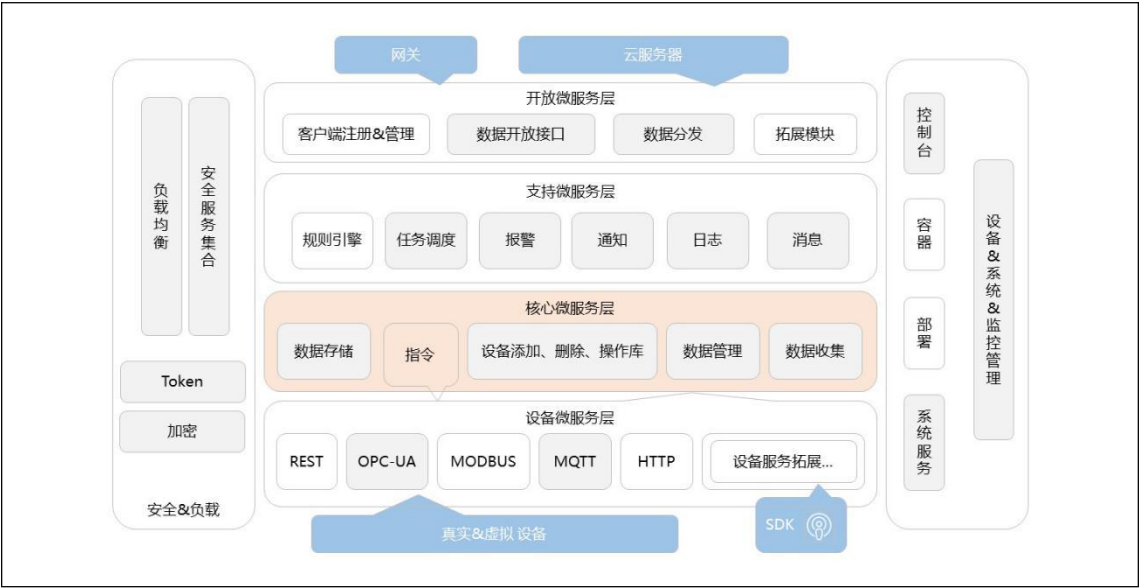 网关
云服务器
开放微服务层
客户端注册&管理
数据开放接口
数据分发
拓展模块
支持微服务层
规则引擎
任务调度
报警
通知
日志
消息
核心微服务层
数据存储
指令
设备添加、删除、操作库
数据管理
数据收集
设备微服务层
REST
OPC-UA
MODBUS
MQTT
HTTP
设备服务拓展...
真实&虚拟 设备
SDK
负载均衡
安全服务集合
Token
加密
安全&负载
控制台
容器
部署
系统服务
设备&系统&监控管理